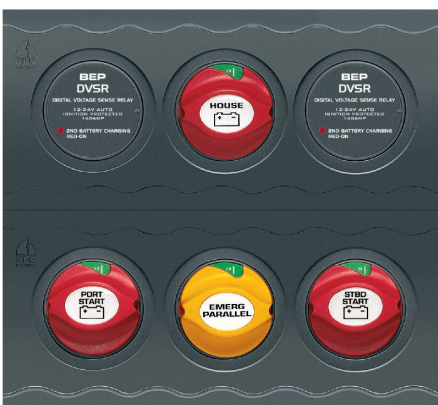 BEP
DVSR
DIGITAL VOLTAGE SENSE RELAY
12-24V AUTO
IGNITION PROTECTED
140AMP
2ND BATTERY CHARGING
RED-ON
HOUSE
BEP
DVSR
DIGITAL VOLTAGE SENSE RELAY
12-24V AUTO
IGNITION PROTECTED
140AMP
2ND BATTERY CHARGING
RED-ON
PORT
START
EMERG
PARALLEL
STBD
START